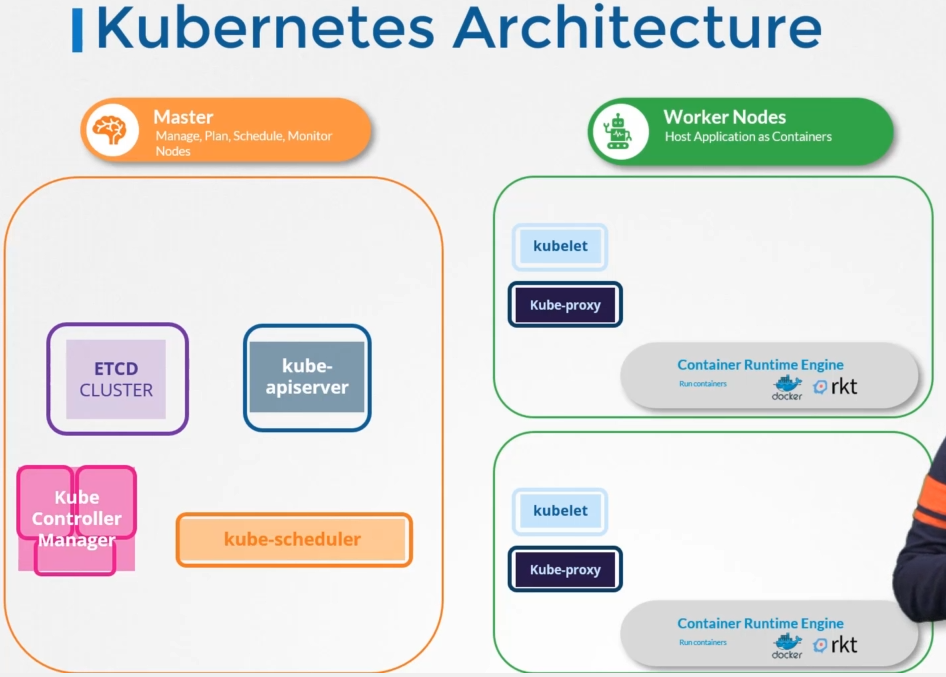 Kubernetes Architecture
Master
Manage, Plan, Schedule, Monitor
Nodes
Worker Nodes
Host Application as Containers
ETCD
CLUSTER
kube-
apiserver
Kube
Controller
Manager
kube-scheduler
kubelet
Kube-proxy
Container Runtime Engine
Run containers
docker
rkt
kubelet
Kube-proxy
Container Runtime Engine
Run containers
docker
rkt